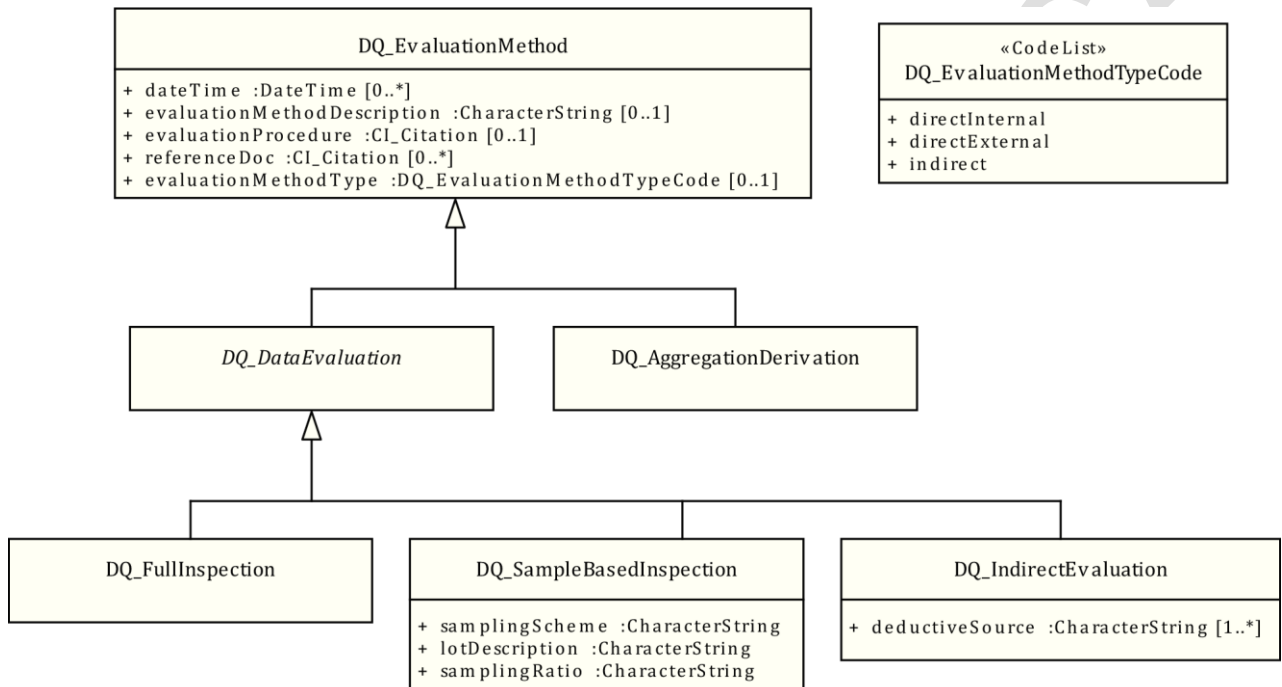 DQ_EvaluationMethod
+ dateTime :DateTime [0..*]
+ evaluationMethodDescription :CharacterString [0..1]
+ evaluationProcedure :CI_Citation [0..1]
+ referenceDoc :CI_Citation [0..*]
+ evaluationMethodType :DQ_EvaluationMethodTypeCode [0..1]
«CodeList»
DQ_EvaluationMethodTypeCode
+ directInternal
+ directExternal
+ indirect
DQ_DataEvaluation
DQ_AggregationDerivation
DQ_FullInspection
DQ_SampleBasedInspection
+ samplingScheme :CharacterString
+ lotDescription :CharacterString
+ samplingRatio :CharacterString
DQ_IndirectEvaluation
+ deductiveSource :CharacterString [1..*]